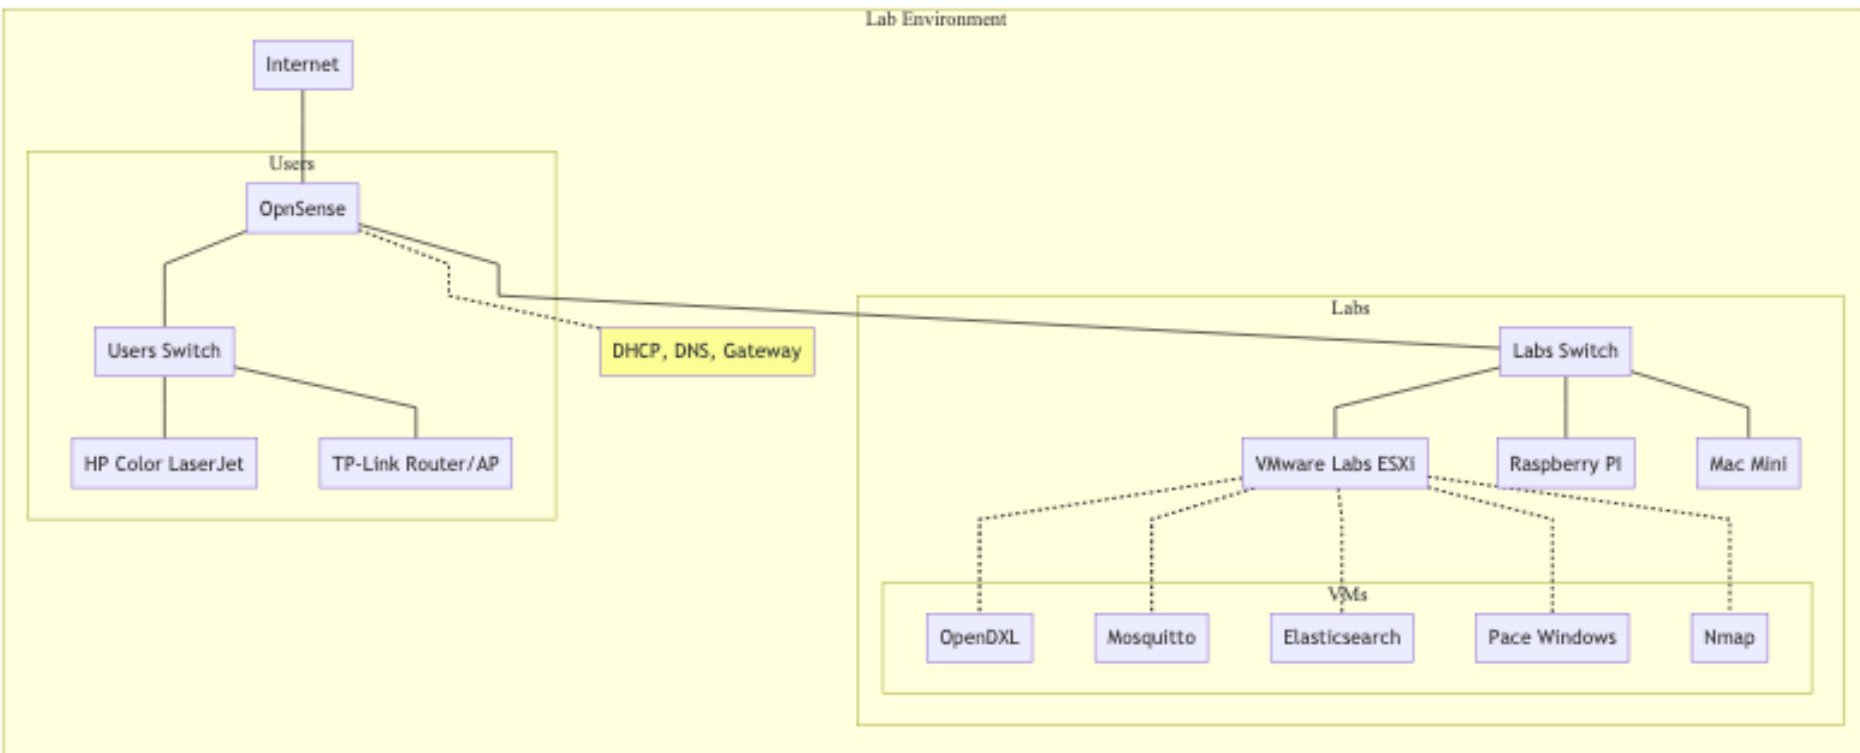 Lab Environment
Internet
Users
OpnSense
Labs
Users Switch
DHCP, DNS, Gateway
Labs Switch
HP Color LaserJet
TP-Link Router/AP
VMware Labs ESXi
Raspberry PI
Mac Mini
VMs
OpenDXL
Mosquitto
Elasticsearch
Pace Windows
Nmap